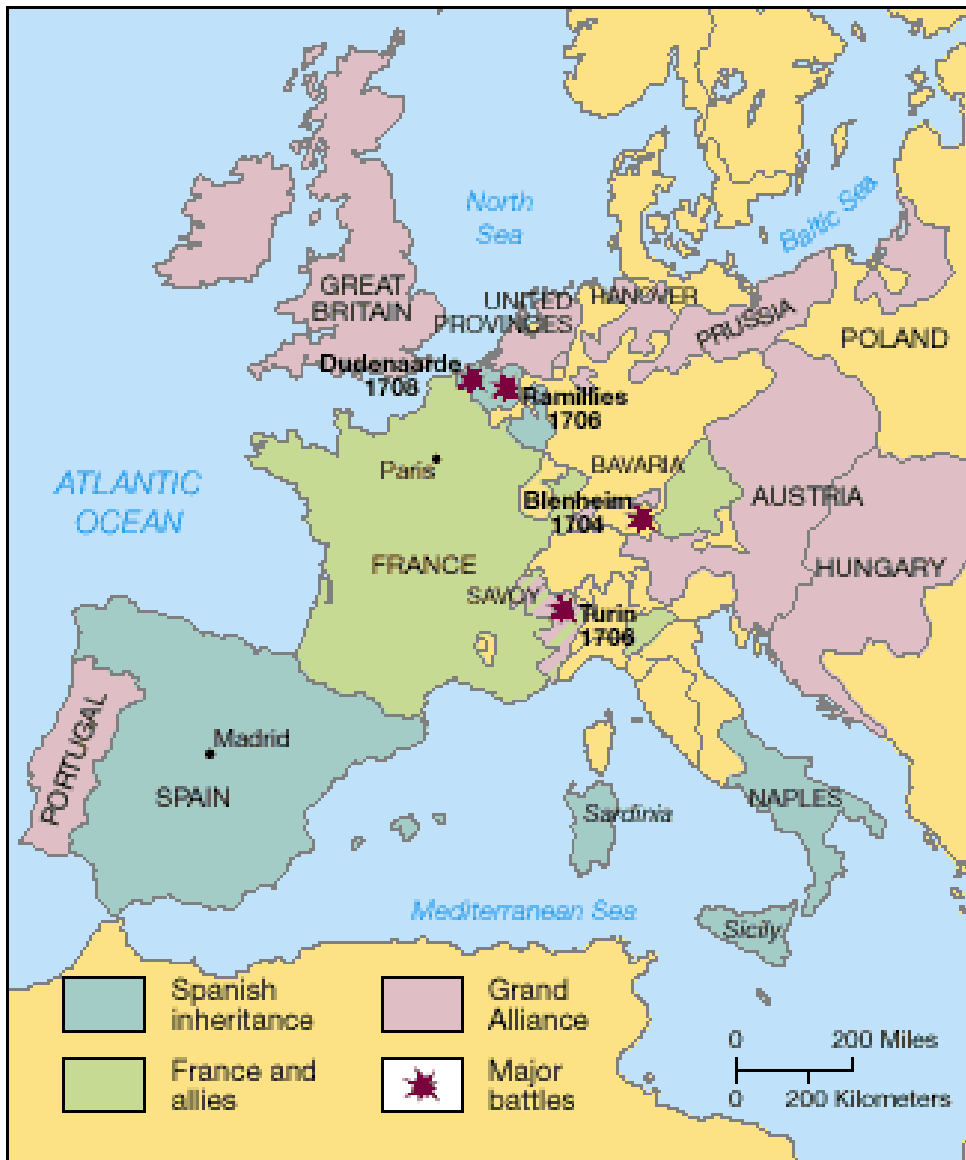 North
Sea
Baltic Sea
GREAT
BRITAIN
UNITED
PROVINCES
HANOVER
PRUSSIA
POLAND
Dudenaarde
1708
Ramillies
1706
Paris
BAVARIA
ATLANTIC
OCEAN
Blenheim
1704
AUSTRIA
FRANCE
HUNGARY
SAVOY
Turin
1706
PORTUGAL
Madrid
SPAIN
Sardinia
NAPLES
Mediterranean Sea
Sicily
Spanish
inheritance
Grand
Alliance
France and
allies
Major
battles
0 200 Miles
0 200 Kilometers